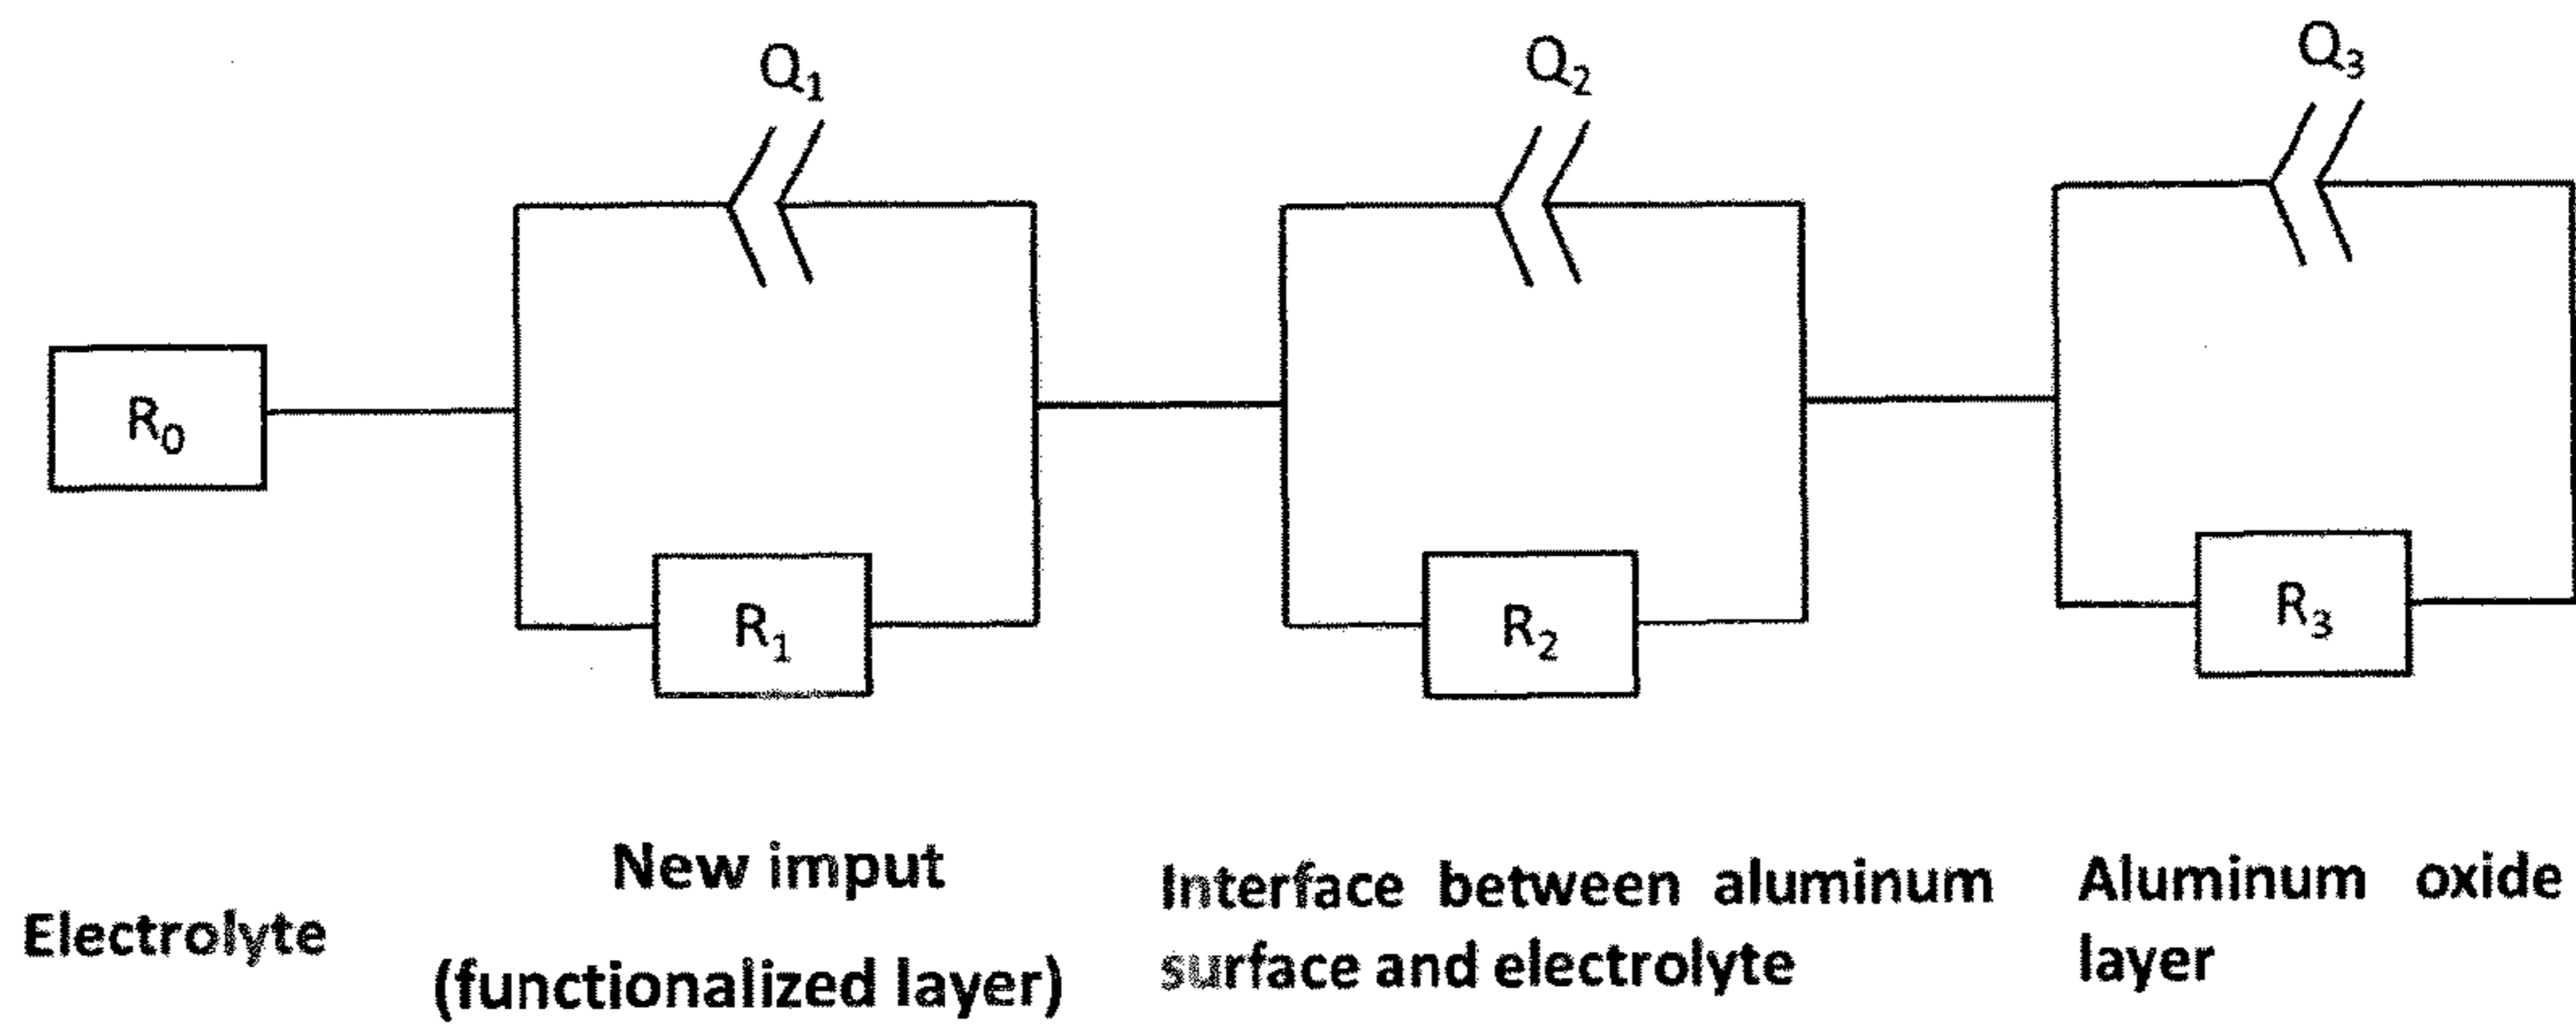 Q₁
Q₂
Q₃
R₀
R₁
R₂
R₃
Electrolyte
New imput
(functionalized layer)
Interface between aluminum
surface and electrolyte
Aluminum oxide
layer